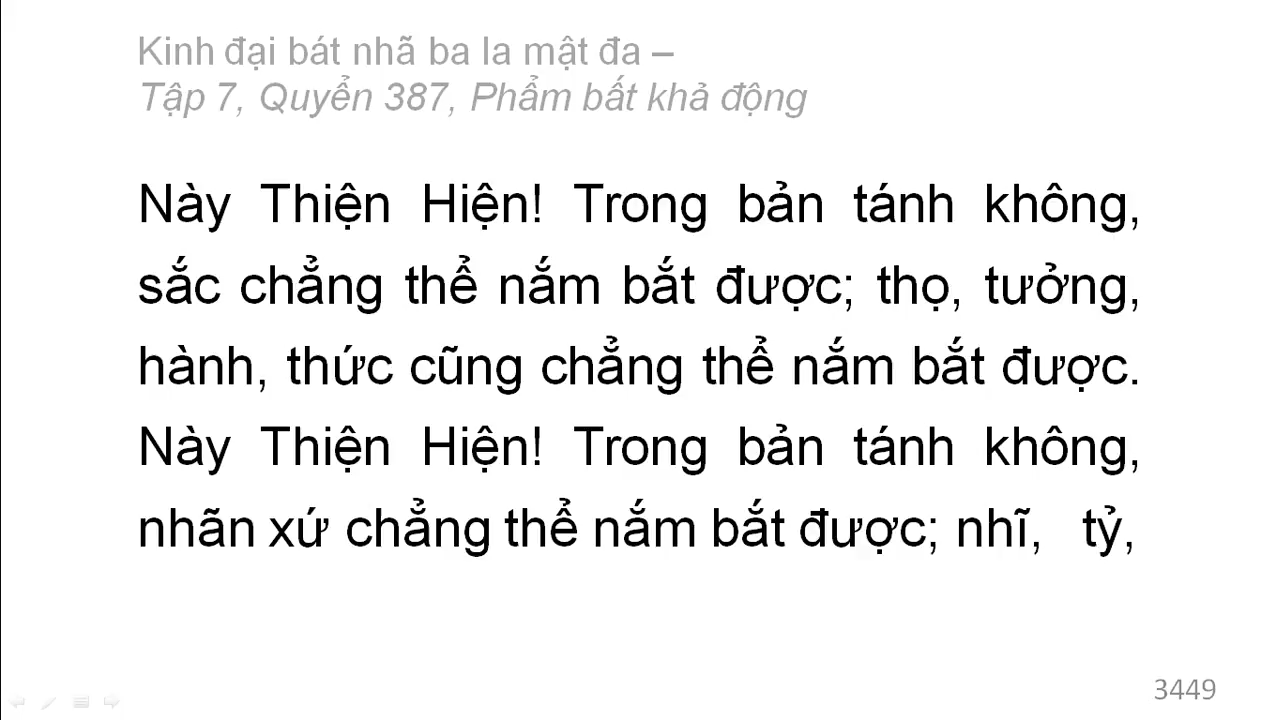 Kinh đại bát nhã ba la mật đa –
Tập 7, Quyển 387, Phẩm bất khả động
Này Thiện Hiện! Trong bản tánh không,
sắc chẳng thể nắm bắt được; thọ, tưởng,
hành, thức cũng chẳng thể nắm bắt được.
Này Thiện Hiện! Trong bản tánh không,
nhãn xứ chẳng thể nắm bắt được; nhĩ, tỷ,
3449